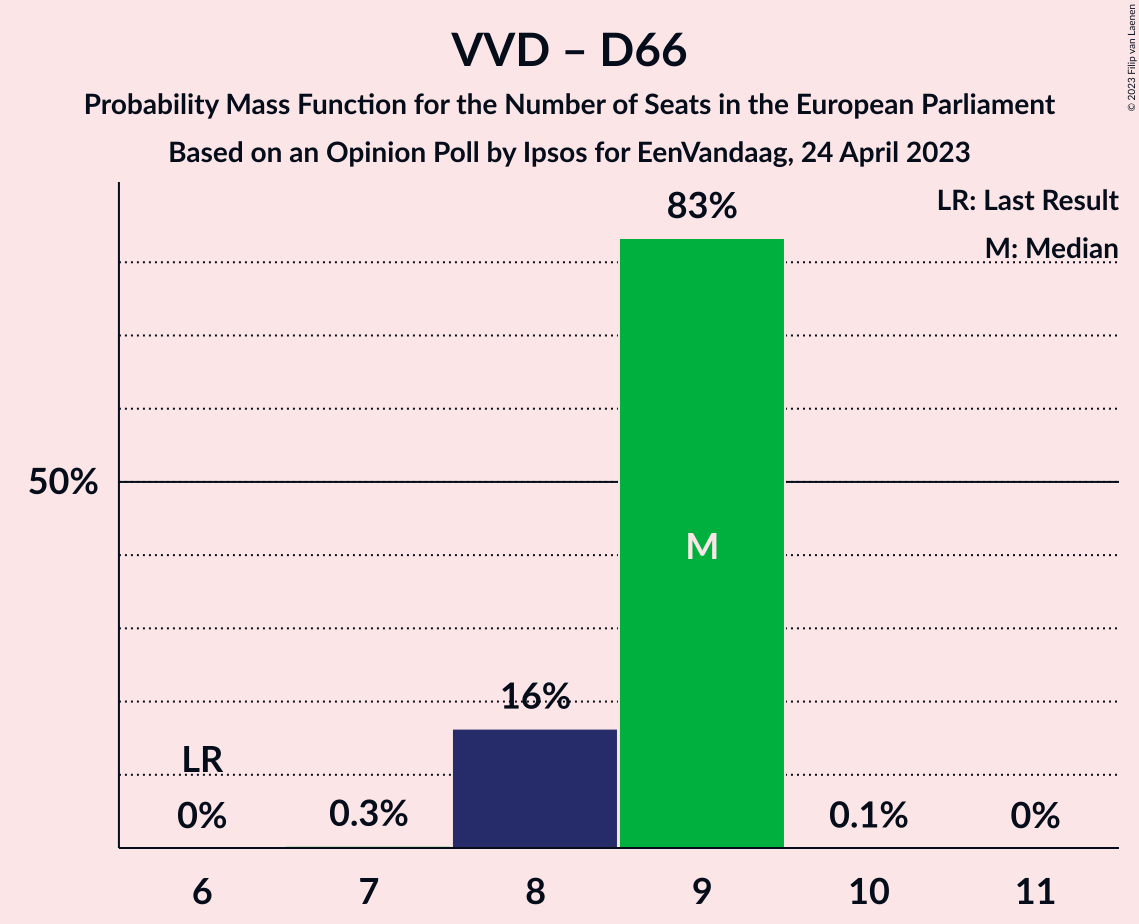 VVD – D66
Probability Mass Function for the Number of Seats in the European Parliament
Based on an Opinion Poll by Ipsos for EenVandaag, 24 April 2023
© 2023 Filip van Laenen
LR: Last Result
M: Median
83%
50%
M
16%
LR
0%
0.3%
0.1%
0%
6
7
8
9
10
11